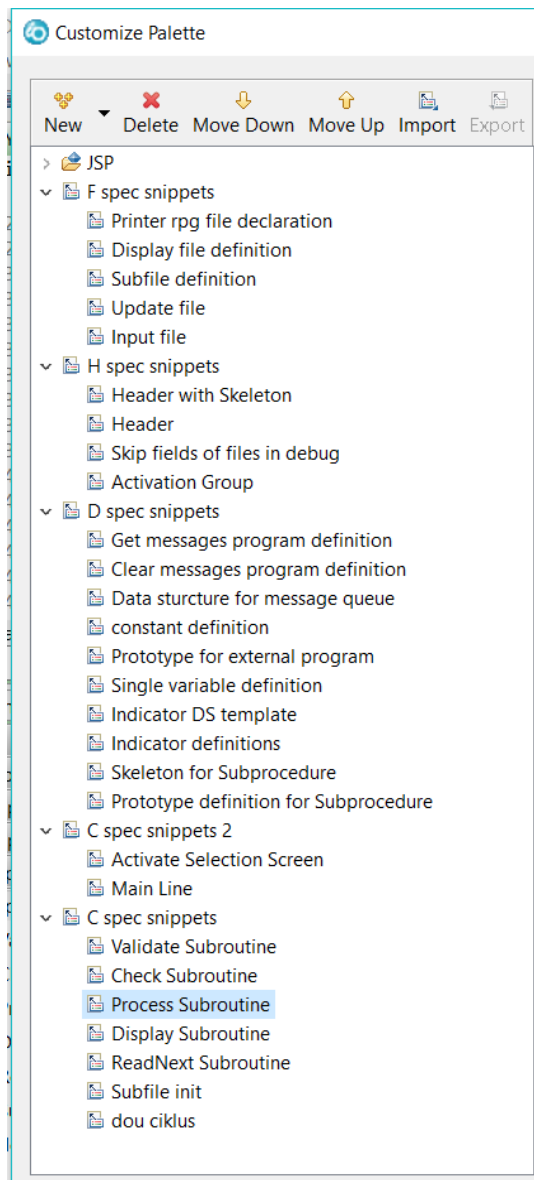 Customize Palette
New Delete Move Down Move Up Import Export
JSP
F spec snippets
Printer rpg file declaration
Display file definition
Subfile definition
Update file
Input file
H spec snippets
Header with Skeleton
Header
Skip fields of files in debug
Activation Group
D spec snippets
Get messages program definition
Clear messages program definition
Data sturcture for message queue
constant definition
Prototype for external program
Single variable definition
Indicator DS template
Indicator definitions
Skeleton for Subprocedure
Prototype definition for Subprocedure
C spec snippets 2
Activate Selection Screen
Main Line
C spec snippets
Validate Subroutine
Check Subroutine
Process Subroutine
Display Subroutine
ReadNext Subroutine
Subfile init
dou ciklus